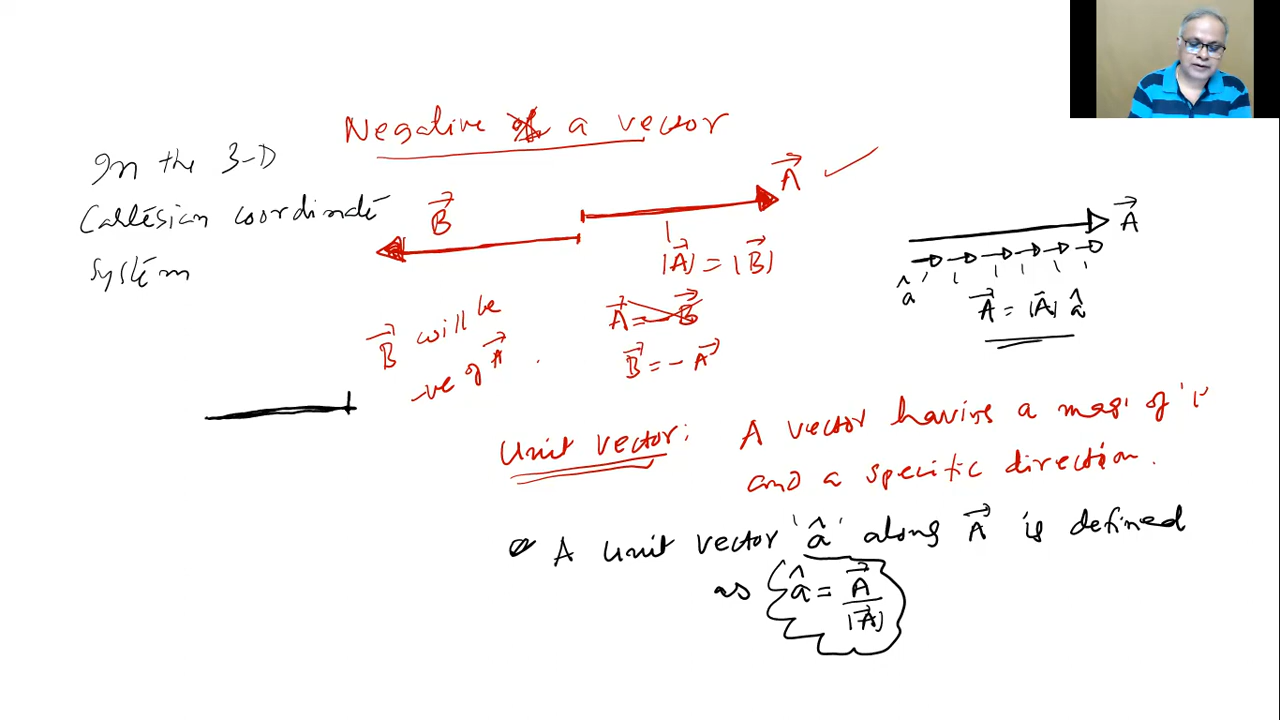 Negative of a vector
In the 3-D
Cartesian coordinate
system
B⃗
A⃗
|A⃗| = |B⃗|
A⃗ = -B⃗
B⃗ = -A⃗
B⃗ will be
-ve of A⃗.
A⃗
â
A⃗ = |A⃗| â
Unit vector: A vector having a mag. of '1'
and a specific direction.
A unit vector 'â' along A⃗ is defined
as â = A⃗ / |A⃗|